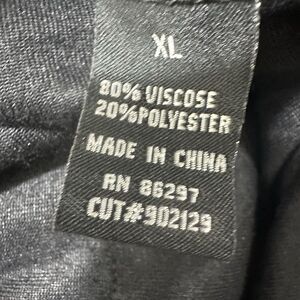 XL
80% VISCOSE
20% POLYESTER
MADE IN CHINA
RN 86297
CUT#902129